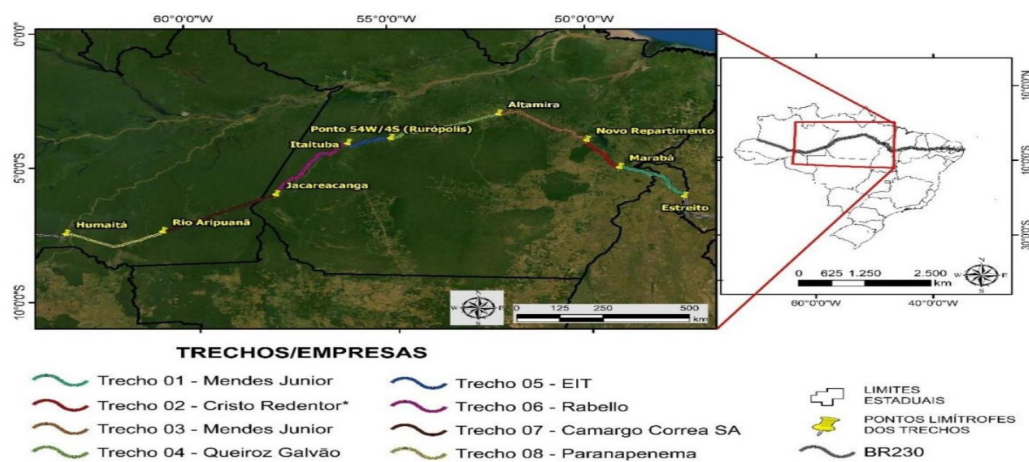 60°0'0"W 55°0'0"W 50°0'0"W
0°0'0"
5°0'0"S
10°0'0"S
Altamira
Ponto 54W/4S (Rurópolis)
Novo Repartimento
Itaituba
Marabá
Jacareacanga
Estreito
Humaitá
Rio Aripuanã
N
W E
S
0 125 250 500
km
10°0'0"N
10°0'0"S
30°0'0"S
0 625 1.250 2.500
km
N
W E
S
60°0'0"W 40°0'0"W
TRECHOS/EMPRESAS
Trecho 01 - Mendes Junior
Trecho 02 - Cristo Redentor*
Trecho 03 - Mendes Junior
Trecho 04 - Queiroz Galvão
Trecho 05 - EIT
Trecho 06 - Rabello
Trecho 07 - Camargo Correa SA
Trecho 08 - Paranapenema
LIMITES
ESTADUAIS
PONTOS LIMÍTROFES
DOS TRECHOS
BR230